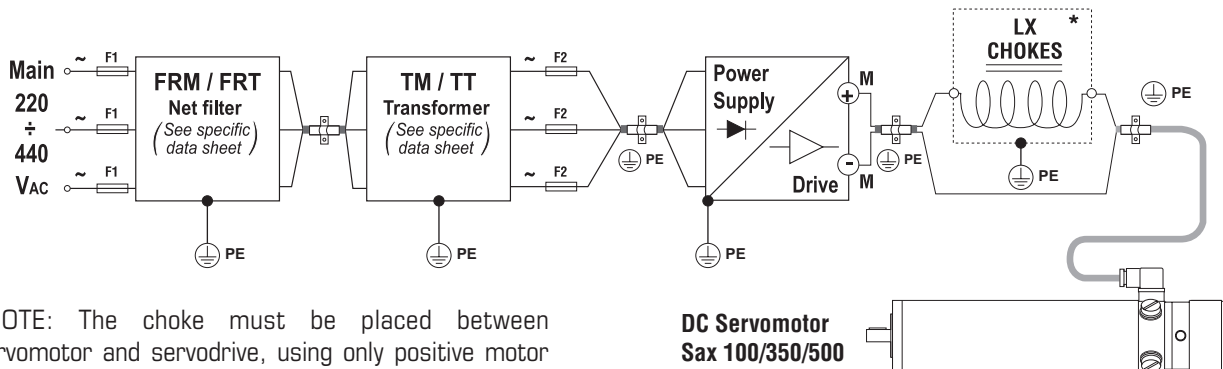 Main
220
÷
440
VAC
~ F1
~ F1
~ F1
FRM / FRT
Net filter
(See specific
data sheet)
PE
TM / TT
Transformer
(See specific
data sheet)
PE
~ F2
~ F2
~ F2
PE
Power
Supply
Drive
+ M
- M
PE
PE
LX *
CHOKES
PE
PE
OTE: The choke must be placed between
rvomotor and servodrive, using only positive motor
DC Servomotor
Sax 100/350/500